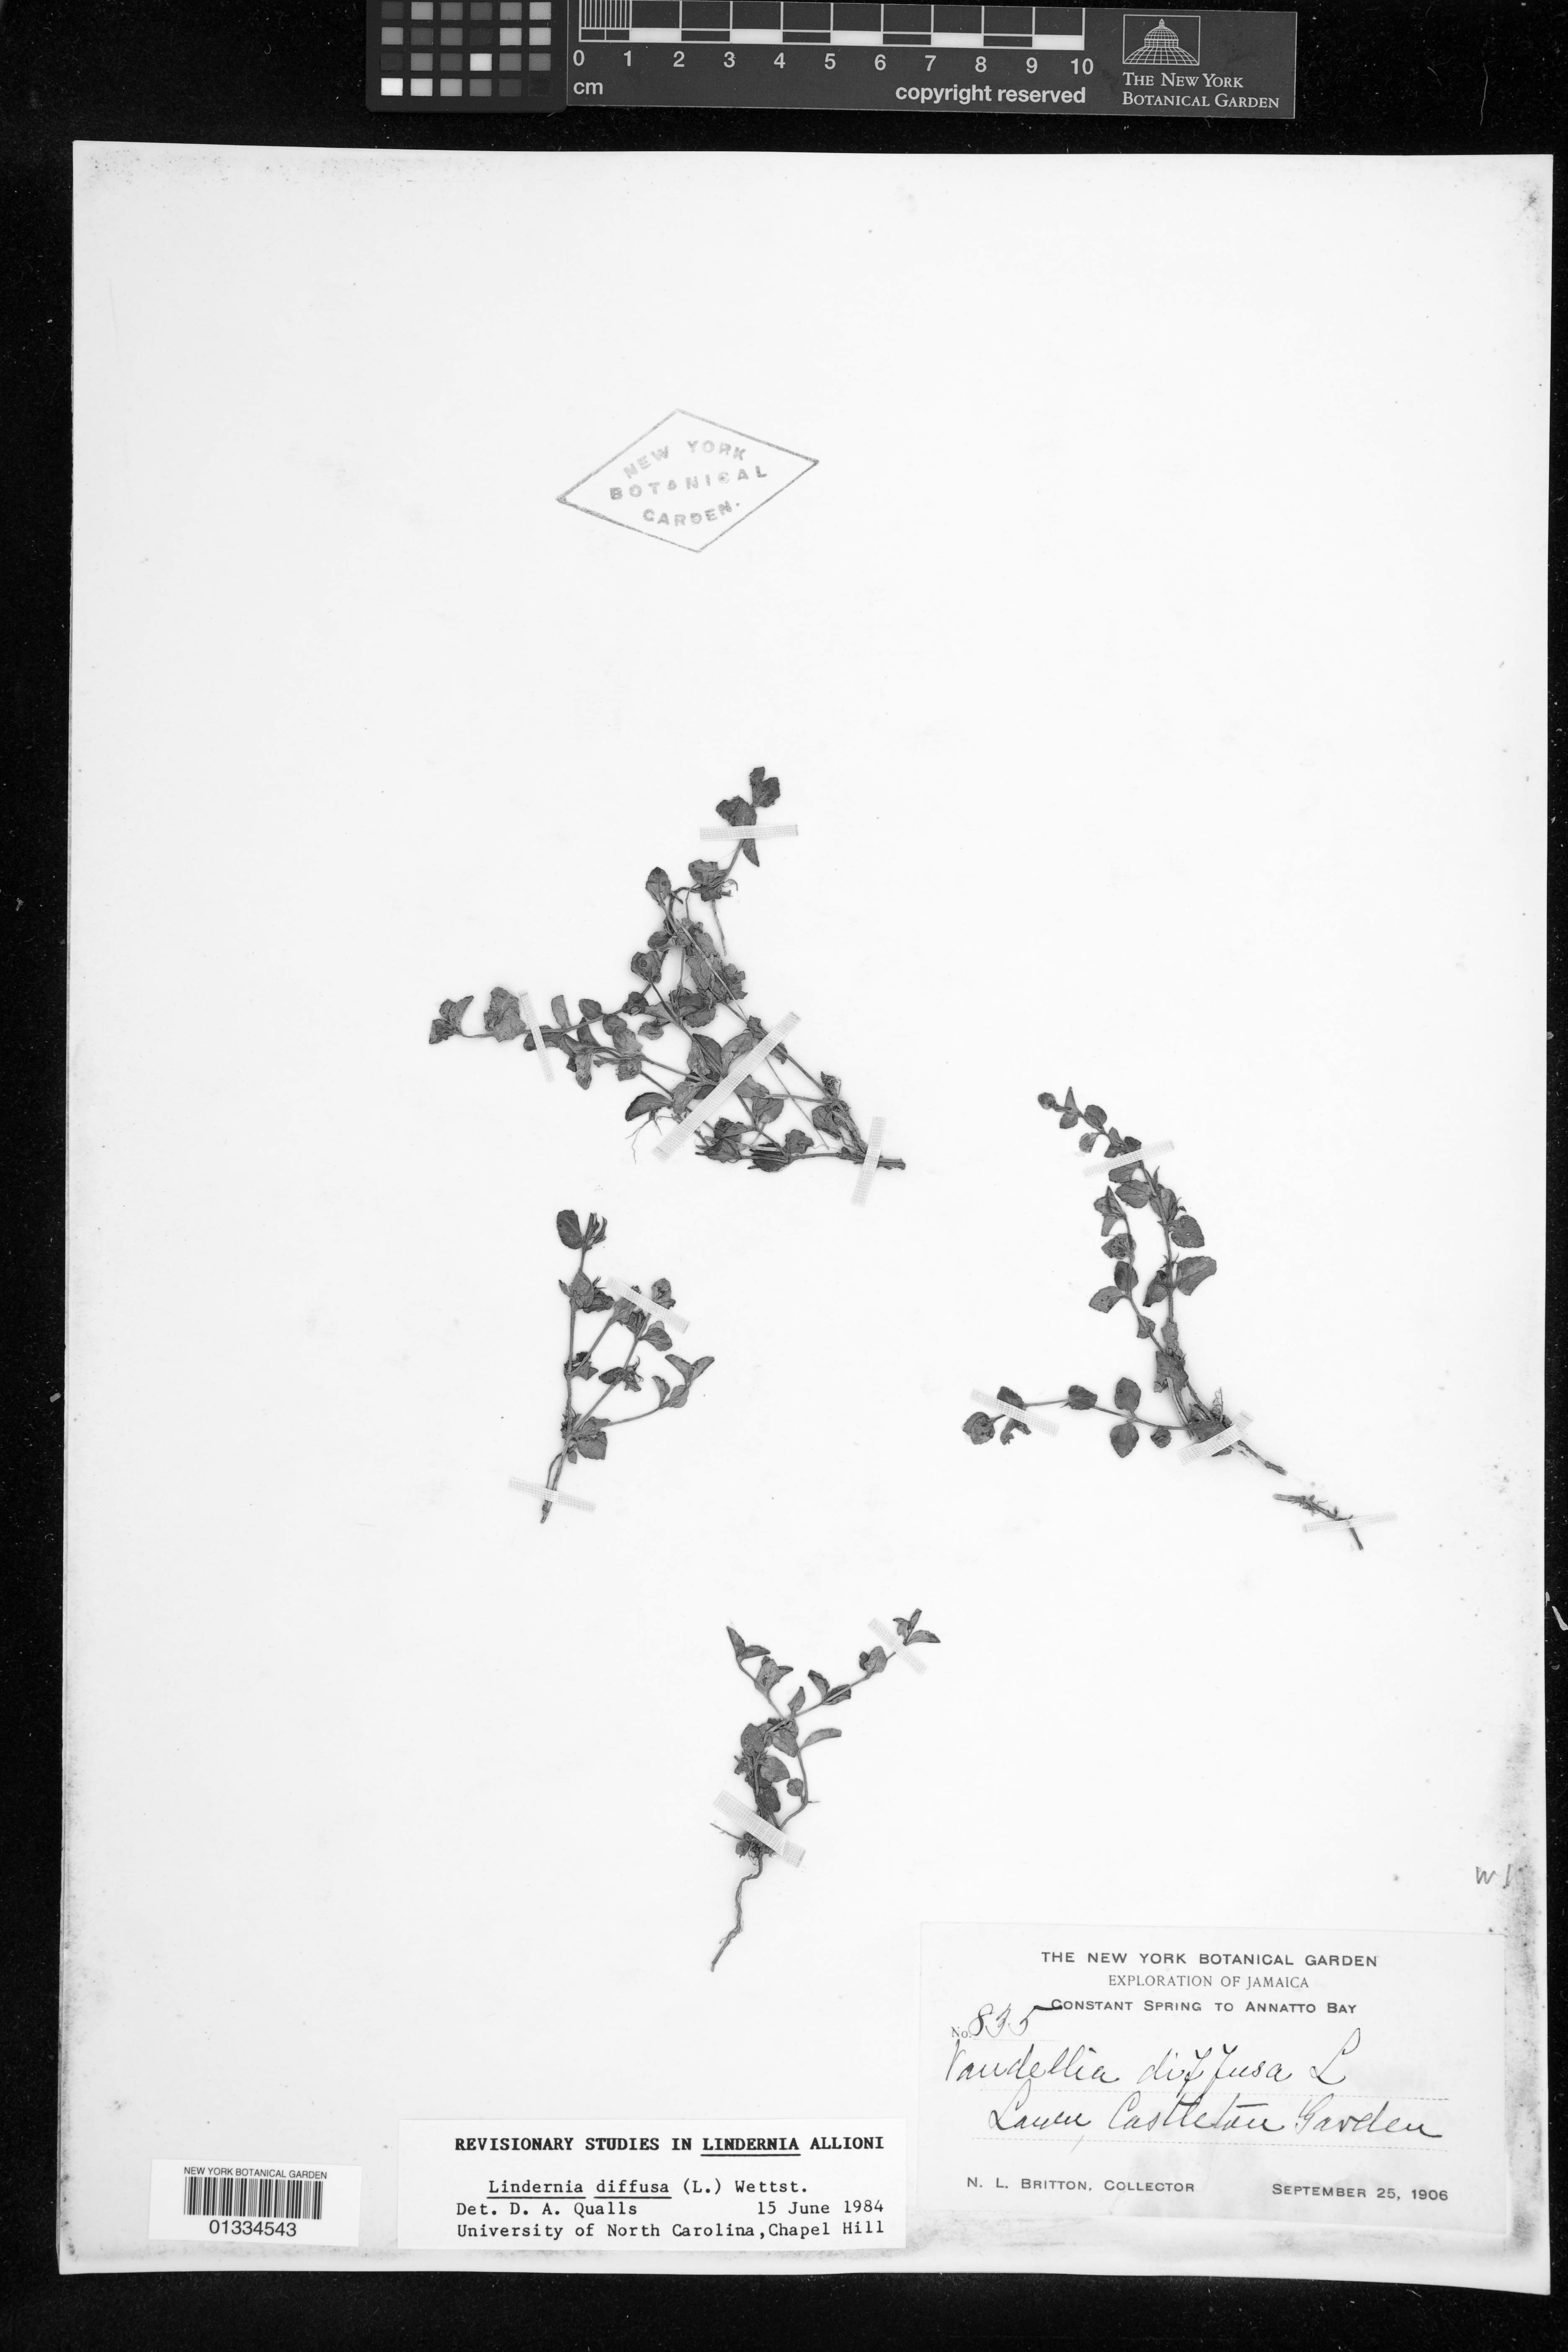 0 1 2 3 4 5 6 7 8 9 10
cm
copyright reserved
THE NEW YORK
BOTANICAL GARDEN
NEW YORK
BOTANICAL
GARDEN.
W I
THE NEW YORK BOTANICAL GARDEN
EXPLORATION OF JAMAICA
CONSTANT SPRING TO ANNATTO BAY
No. 835
Vandellia diffusa L
Lawn, Castleton Garden
N. L. BRITTON, COLLECTOR SEPTEMBER 25, 1906
REVISIONARY STUDIES IN LINDERNIA ALLIONI
Lindernia diffusa (L.) Wettst.
Det. D. A. Qualls 15 June 1984
University of North Carolina, Chapel Hill
NEW YORK BOTANICAL GARDEN
01334543